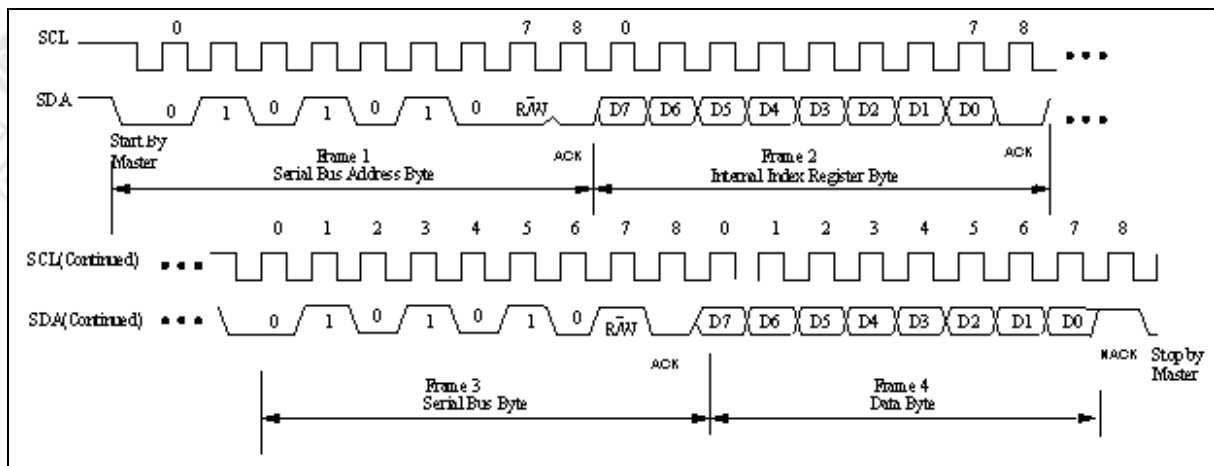 0 7 8 0 7 8
SCL
SDA
0 1 0 1 0 1 0 R/W D7 D6 D5 D4 D3 D2 D1 D0
Start By
Master
Frame 1
Serial Bus Address Byte
ACK
Frame 2
Internal Index Register Byte
ACK
0 1 2 3 4 5 6 7 8 0 1 2 3 4 5 6 7 8
SCL(Continued)
SDA(Continued)
0 1 0 1 0 1 0 R/W D7 D6 D5 D4 D3 D2 D1 D0
ACK
NACK
Stop by
Master
Frame 3
Serial Bus Byte
Frame 4
Data Byte